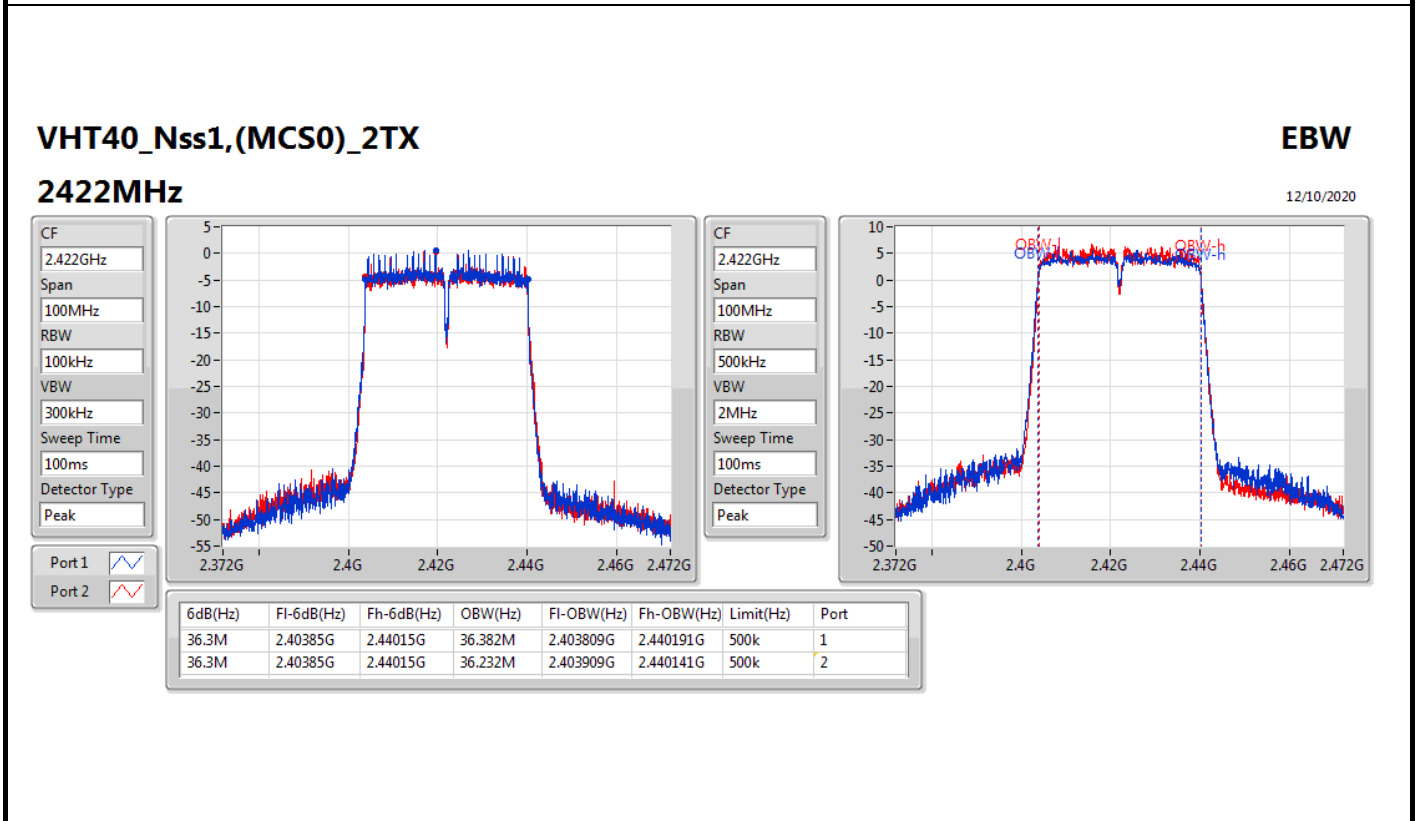 VHT40_Nss1,(MCS0)_2TX
EBW
2422MHz
12/10/2020
CF
2.422GHz
Span
100MHz
RBW
100kHz
VBW
300kHz
Sweep Time
100ms
Detector Type
Peak
Port 1
Port 2
5
0
-5
-10
-15
-20
-25
-30
-35
-40
-45
-50
-55
2.372G 2.4G 2.42G 2.44G 2.46G 2.472G
CF
2.422GHz
Span
100MHz
RBW
500kHz
VBW
2MHz
Sweep Time
100ms
Detector Type
Peak
10
5
0
-5
-10
-15
-20
-25
-30
-35
-40
-45
-50
OBW-h
2.372G 2.4G 2.42G 2.44G 2.46G 2.472G
6dB(Hz) Fl-6dB(Hz) Fh-6dB(Hz) OBW(Hz) Fl-OBW(Hz) Fh-OBW(Hz) Limit(Hz) Port
36.3M 2.40385G 2.44015G 36.382M 2.403809G 2.440191G 500k 1
36.3M 2.40385G 2.44015G 36.232M 2.403909G 2.440141G 500k 2